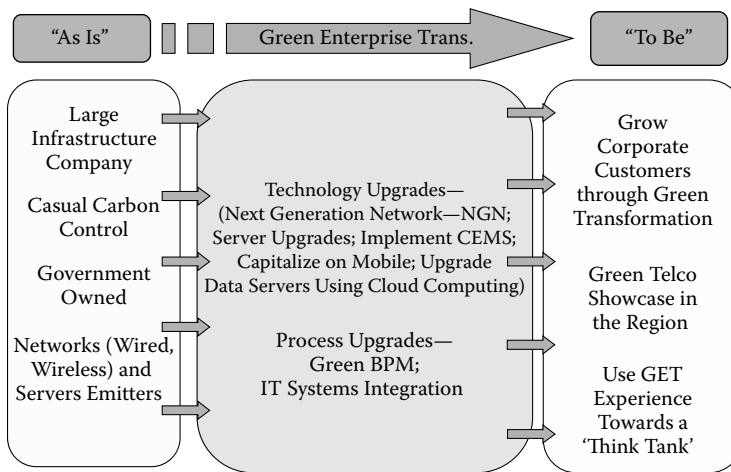 “As Is”
Green Enterprise Trans.
“To Be”
Large
Infrastructure
Company
Casual Carbon
Control
Government
Owned
Networks (Wired,
Wireless) and
Servers Emitters
Technology Upgrades—
(Next Generation Network—NGN;
Server Upgrades; Implement CEMS;
Capitalize on Mobile; Upgrade
Data Servers Using Cloud Computing)
Process Upgrades—
Green BPM;
IT Systems Integration
Grow
Corporate
Customers
through Green
Transformation
Green Telco
Showcase in
the Region
Use GET
Experience
Towards a
‘Think Tank’